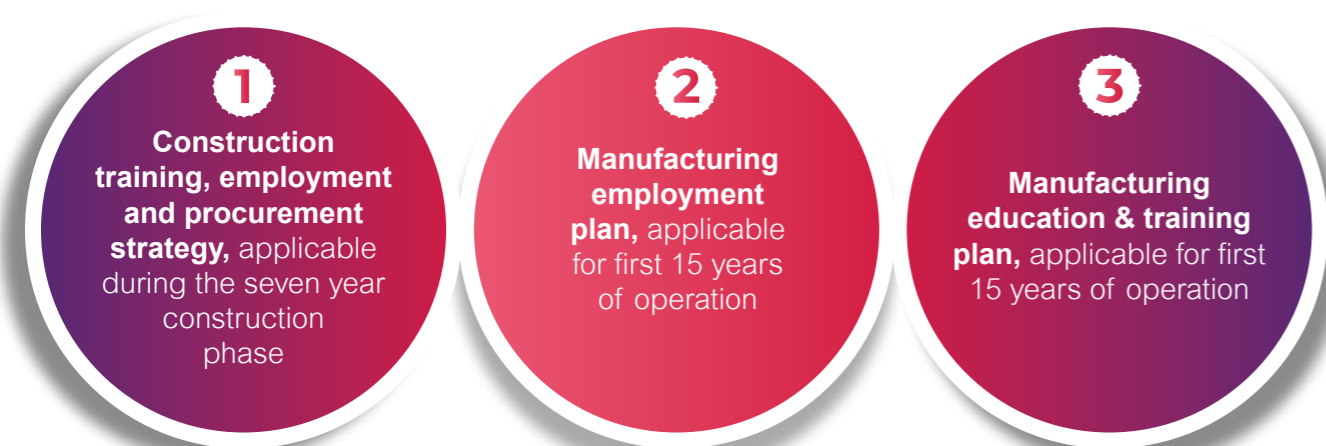 1
Construction
training, employment
and procurement
strategy, applicable
during the seven year
construction
phase
2
Manufacturing
employment
plan, applicable
for first 15 years
of operation
3
Manufacturing
education & training
plan, applicable for first
15 years of operation